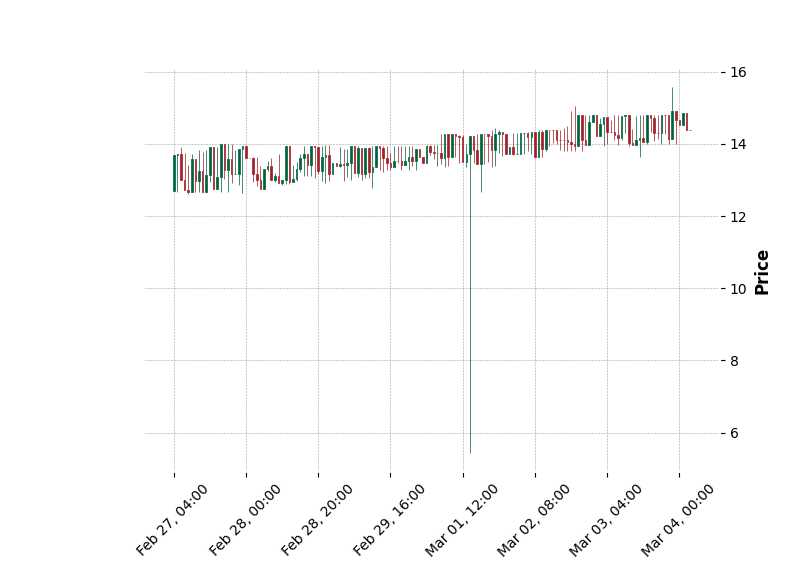 16
14
12
10
8
6
Price
Feb 27, 04:00
Feb 28, 00:00
Feb 28, 20:00
Feb 29, 16:00
Mar 01, 12:00
Mar 02, 08:00
Mar 03, 04:00
Mar 04, 00:00